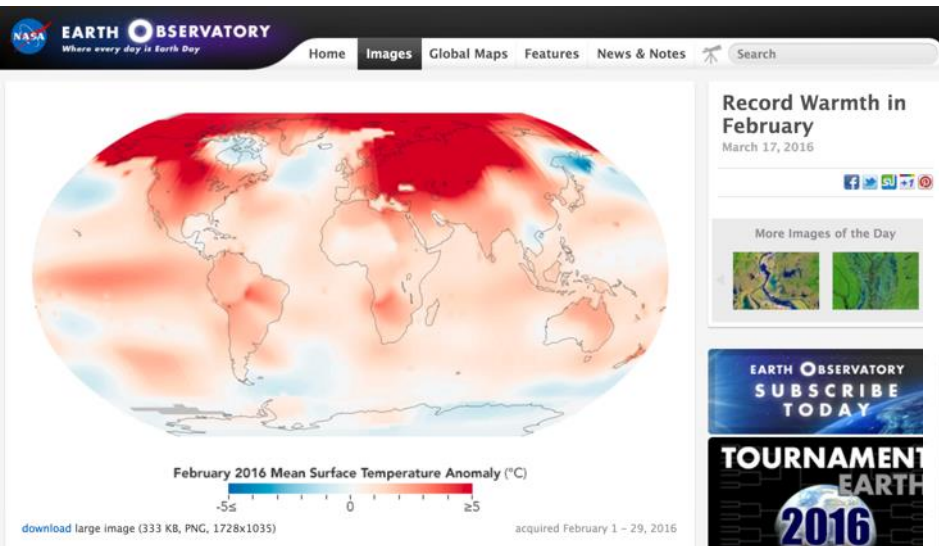 NASA
EARTH OBSERVATORY
Where every day is Earth Day
Home Images Global Maps Features News & Notes Search
Record Warmth in
February
March 17, 2016
+1
More Images of the Day
February 2016 Mean Surface Temperature Anomaly (°C)
-5≤ 0 ≥5
download large image (333 KB, PNG, 1728x1035) acquired February 1 – 29, 2016
EARTH OBSERVATORY
SUBSCRIBE
TODAY
TOURNAMENT
EARTH
2016